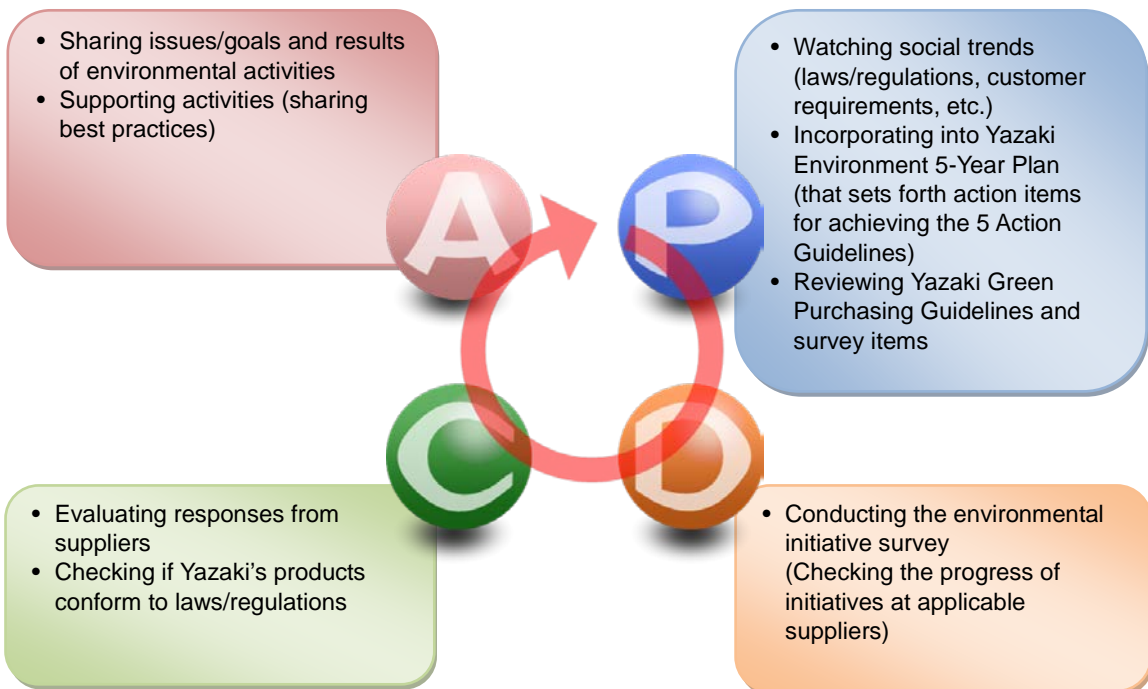 • Sharing issues/goals and results
of environmental activities
• Supporting activities (sharing
best practices)
• Watching social trends
(laws/regulations, customer
requirements, etc.)
• Incorporating into Yazaki
Environment 5-Year Plan
(that sets forth action items
for achieving the 5 Action
Guidelines)
• Reviewing Yazaki Green
Purchasing Guidelines and
survey items
A
P
C
D
• Evaluating responses from
suppliers
• Checking if Yazaki’s products
conform to laws/regulations
• Conducting the environmental
initiative survey
(Checking the progress of
initiatives at applicable
suppliers)